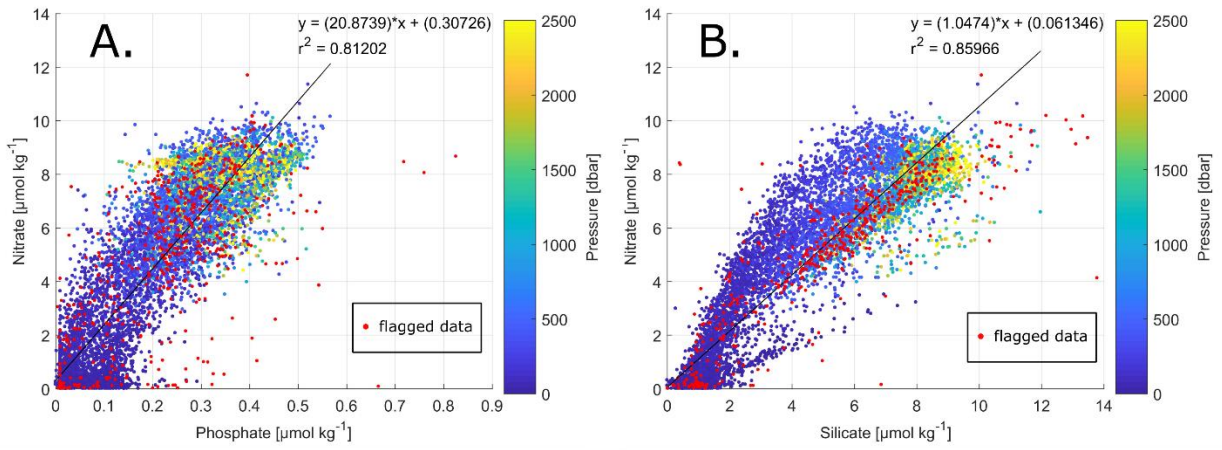 A.
y = (20.8739)*x + (0.30726)
r² = 0.81202
Nitrate [μmol kg⁻¹]
14
12
10
8
6
4
2
0
flagged data
0 0.1 0.2 0.3 0.4 0.5 0.6 0.7 0.8 0.9
Phosphate [μmol kg⁻¹]
2500
2000
1500
1000
500
0
Pressure [dbar]
B.
y = (1.0474)*x + (0.061346)
r² = 0.85966
Nitrate [μmol kg⁻¹]
14
12
10
8
6
4
2
0
flagged data
0 2 4 6 8 10 12 14
Silicate [μmol kg⁻¹]
2500
2000
1500
1000
500
0
Pressure [dbar]